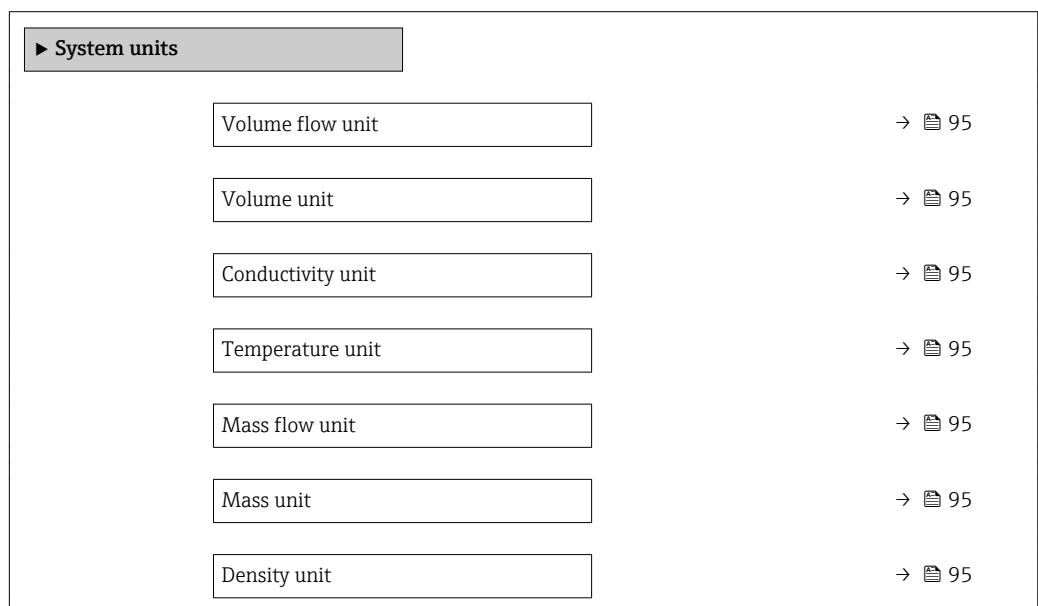 ▶ System units
Volume flow unit → 95
Volume unit → 95
Conductivity unit → 95
Temperature unit → 95
Mass flow unit → 95
Mass unit → 95
Density unit → 95